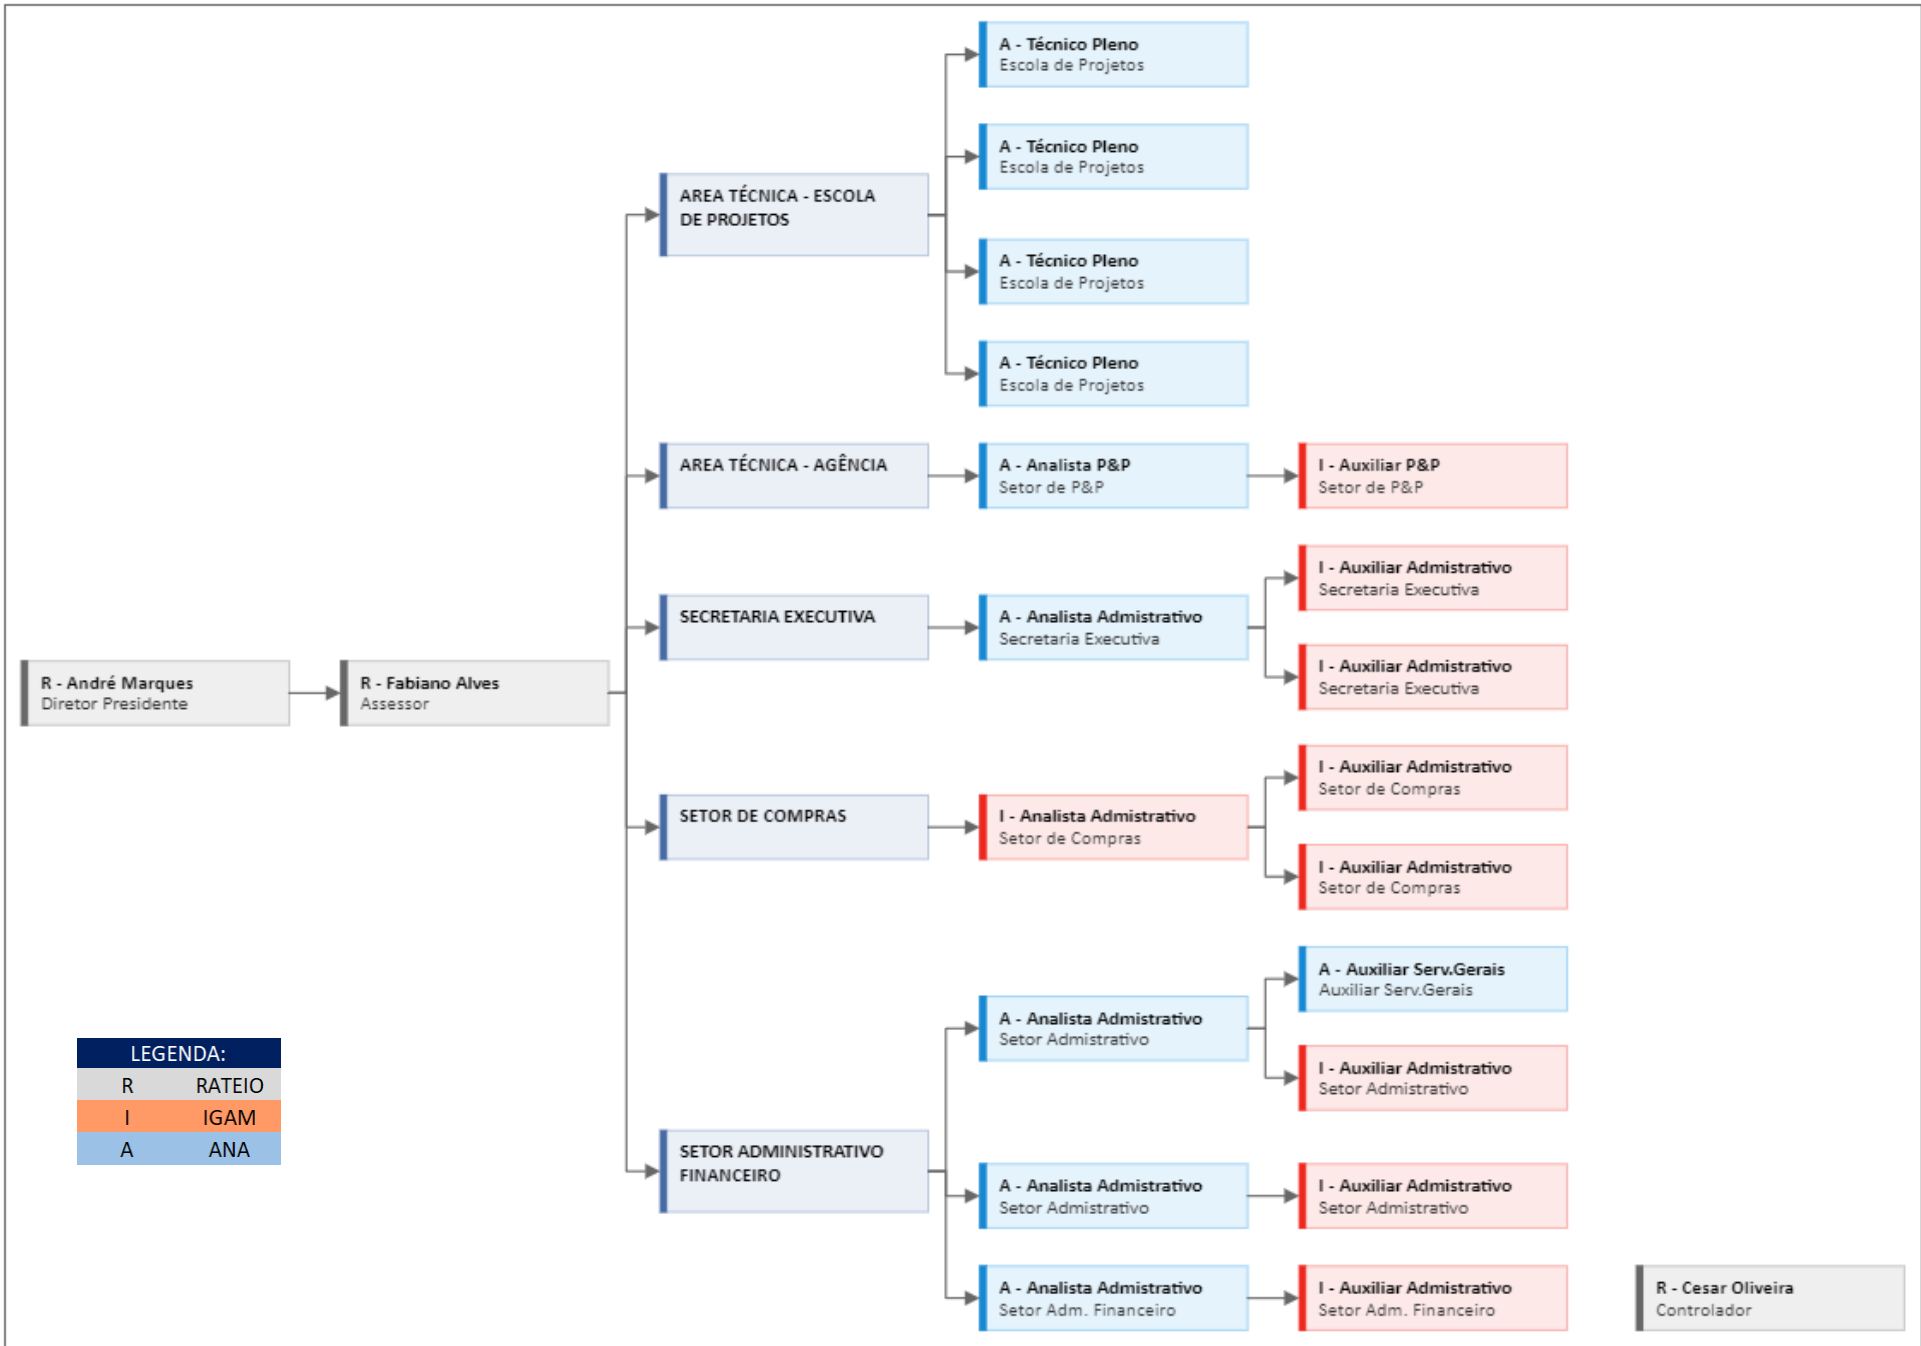 A - Técnico Pleno
Escola de Projetos
A - Técnico Pleno
Escola de Projetos
AREA TÉCNICA - ESCOLA
DE PROJETOS
A - Técnico Pleno
Escola de Projetos
A - Técnico Pleno
Escola de Projetos
AREA TÉCNICA - AGÊNCIA
A - Analista P&P
Setor de P&P
I - Auxiliar P&P
Setor de P&P
SECRETARIA EXECUTIVA
A - Analista Admistrativo
Secretaria Executiva
I - Auxiliar Admistrativo
Secretaria Executiva
I - Auxiliar Admistrativo
Secretaria Executiva
R - André Marques
Diretor Presidente
R - Fabiano Alves
Assessor
SETOR DE COMPRAS
I - Analista Admistrativo
Setor de Compras
I - Auxiliar Admistrativo
Setor de Compras
I - Auxiliar Admistrativo
Setor de Compras
SETOR ADMINISTRATIVO
FINANCEIRO
A - Analista Admistrativo
Setor Admistrativo
A - Auxiliar Serv.Gerais
Auxiliar Serv.Gerais
I - Auxiliar Admistrativo
Setor Admistrativo
A - Analista Admistrativo
Setor Admistrativo
I - Auxiliar Admistrativo
Setor Admistrativo
A - Analista Admistrativo
Setor Adm. Financeiro
I - Auxiliar Admistrativo
Setor Adm. Financeiro
R - Cesar Oliveira
Controlador
LEGENDA:
R RATEIO
I IGAM
A ANA